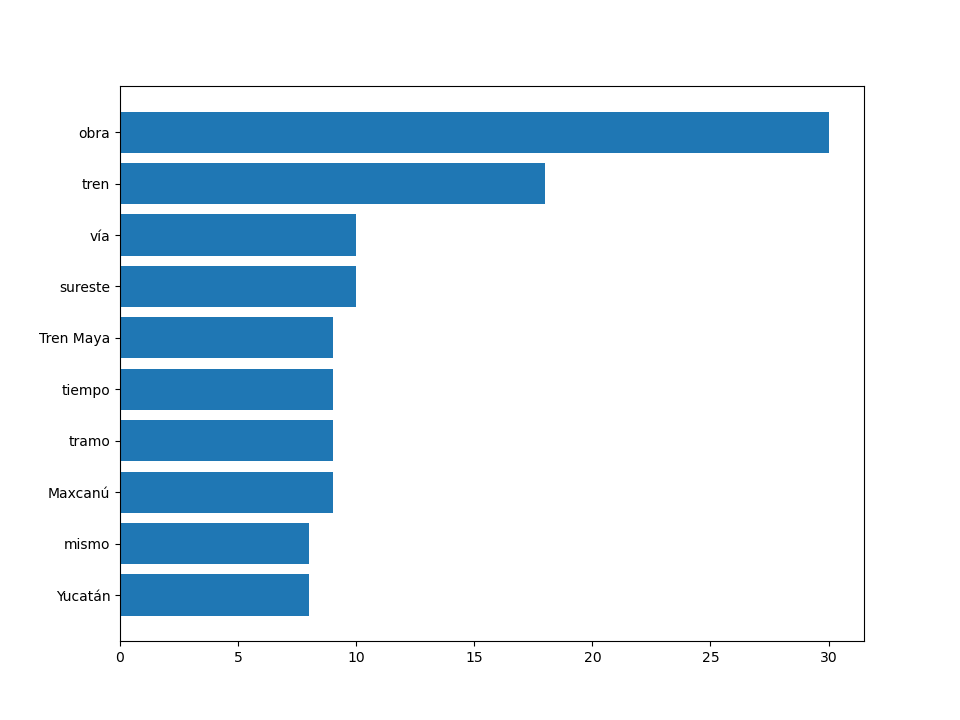 obra
tren
vía
sureste
Tren Maya
tiempo
tramo
Maxcanú
mismo
Yucatán
0 5 10 15 20 25 30